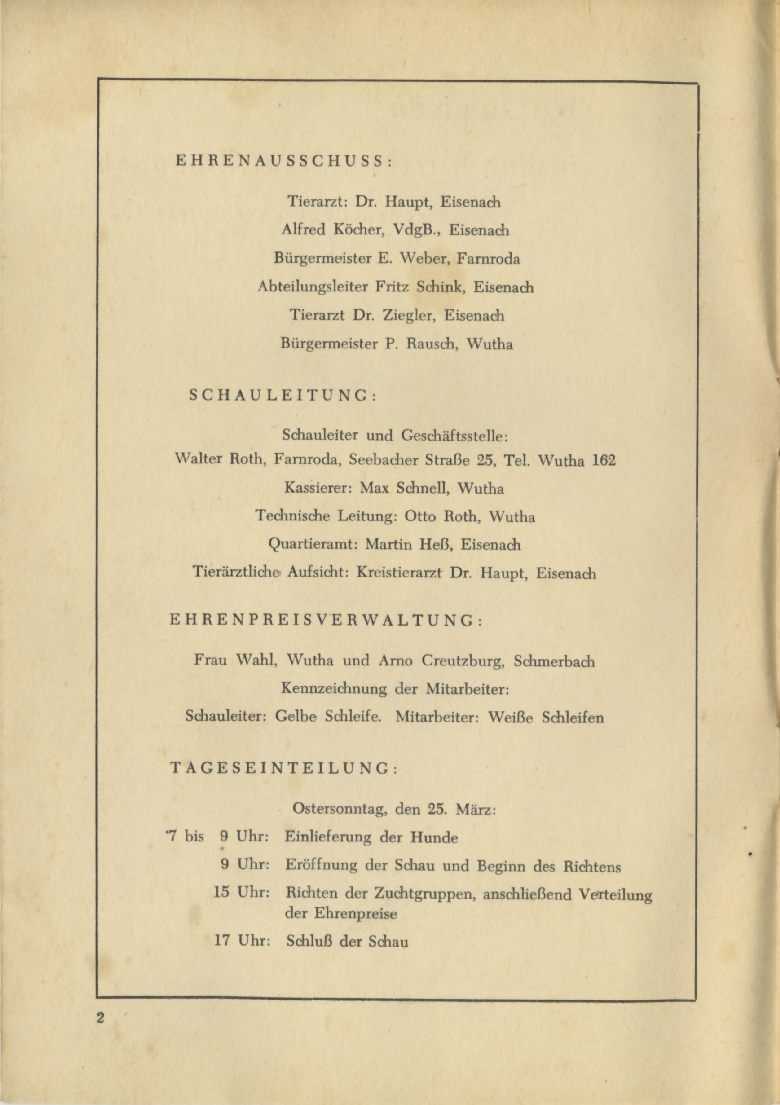 EHRENAUSSCHUSS:
Tierarzt: Dr. Haupt, Eisenach
Alfred Köcher, VdgB., Eisenach
Bürgermeister E. Weber, Farnroda
Abteilungsleiter Fritz Schink, Eisenach
Tierarzt Dr. Ziegler, Eisenach
Bürgermeister P. Rausch, Wutha
SCHAULEITUNG:
Schauleiter und Geschäftsstelle:
Walter Roth, Farnroda, Seebacher Straße 25, Tel. Wutha 162
Kassierer: Max Schnell, Wutha
Technische Leitung: Otto Roth, Wutha
Quartieramt: Martin Heß, Eisenach
Tierärztliche Aufsicht: Kreistierarzt Dr. Haupt, Eisenach
EHRENPREISVERWALTUNG:
Frau Wahl, Wutha und Arno Creutzburg, Schmerbach
Kennzeichnung der Mitarbeiter:
Schauleiter: Gelbe Schleife. Mitarbeiter: Weiße Schleifen
TAGESEINTEILUNG:
Ostersonntag, den 25. März:
7 bis 9 Uhr: Einlieferung der Hunde
9 Uhr: Eröffnung der Schau und Beginn des Richtens
15 Uhr: Richten der Zuchtgruppen, anschließend Verteilung
der Ehrenpreise
17 Uhr: Schluß der Schau
2